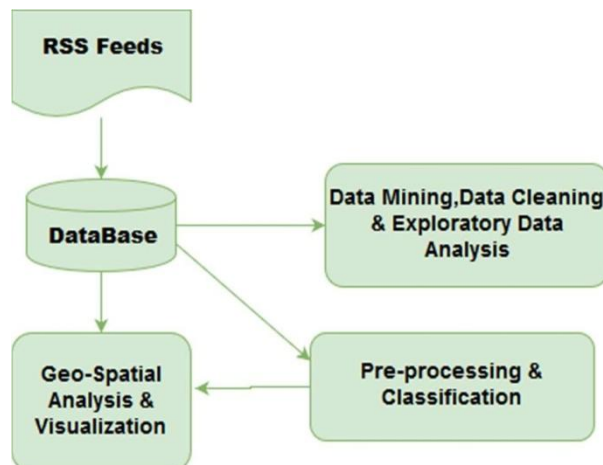 RSS Feeds
DataBase
Data Mining,Data Cleaning
& Exploratory Data
Analysis
Geo-Spatial
Analysis &
Visualization
Pre-processing &
Classification